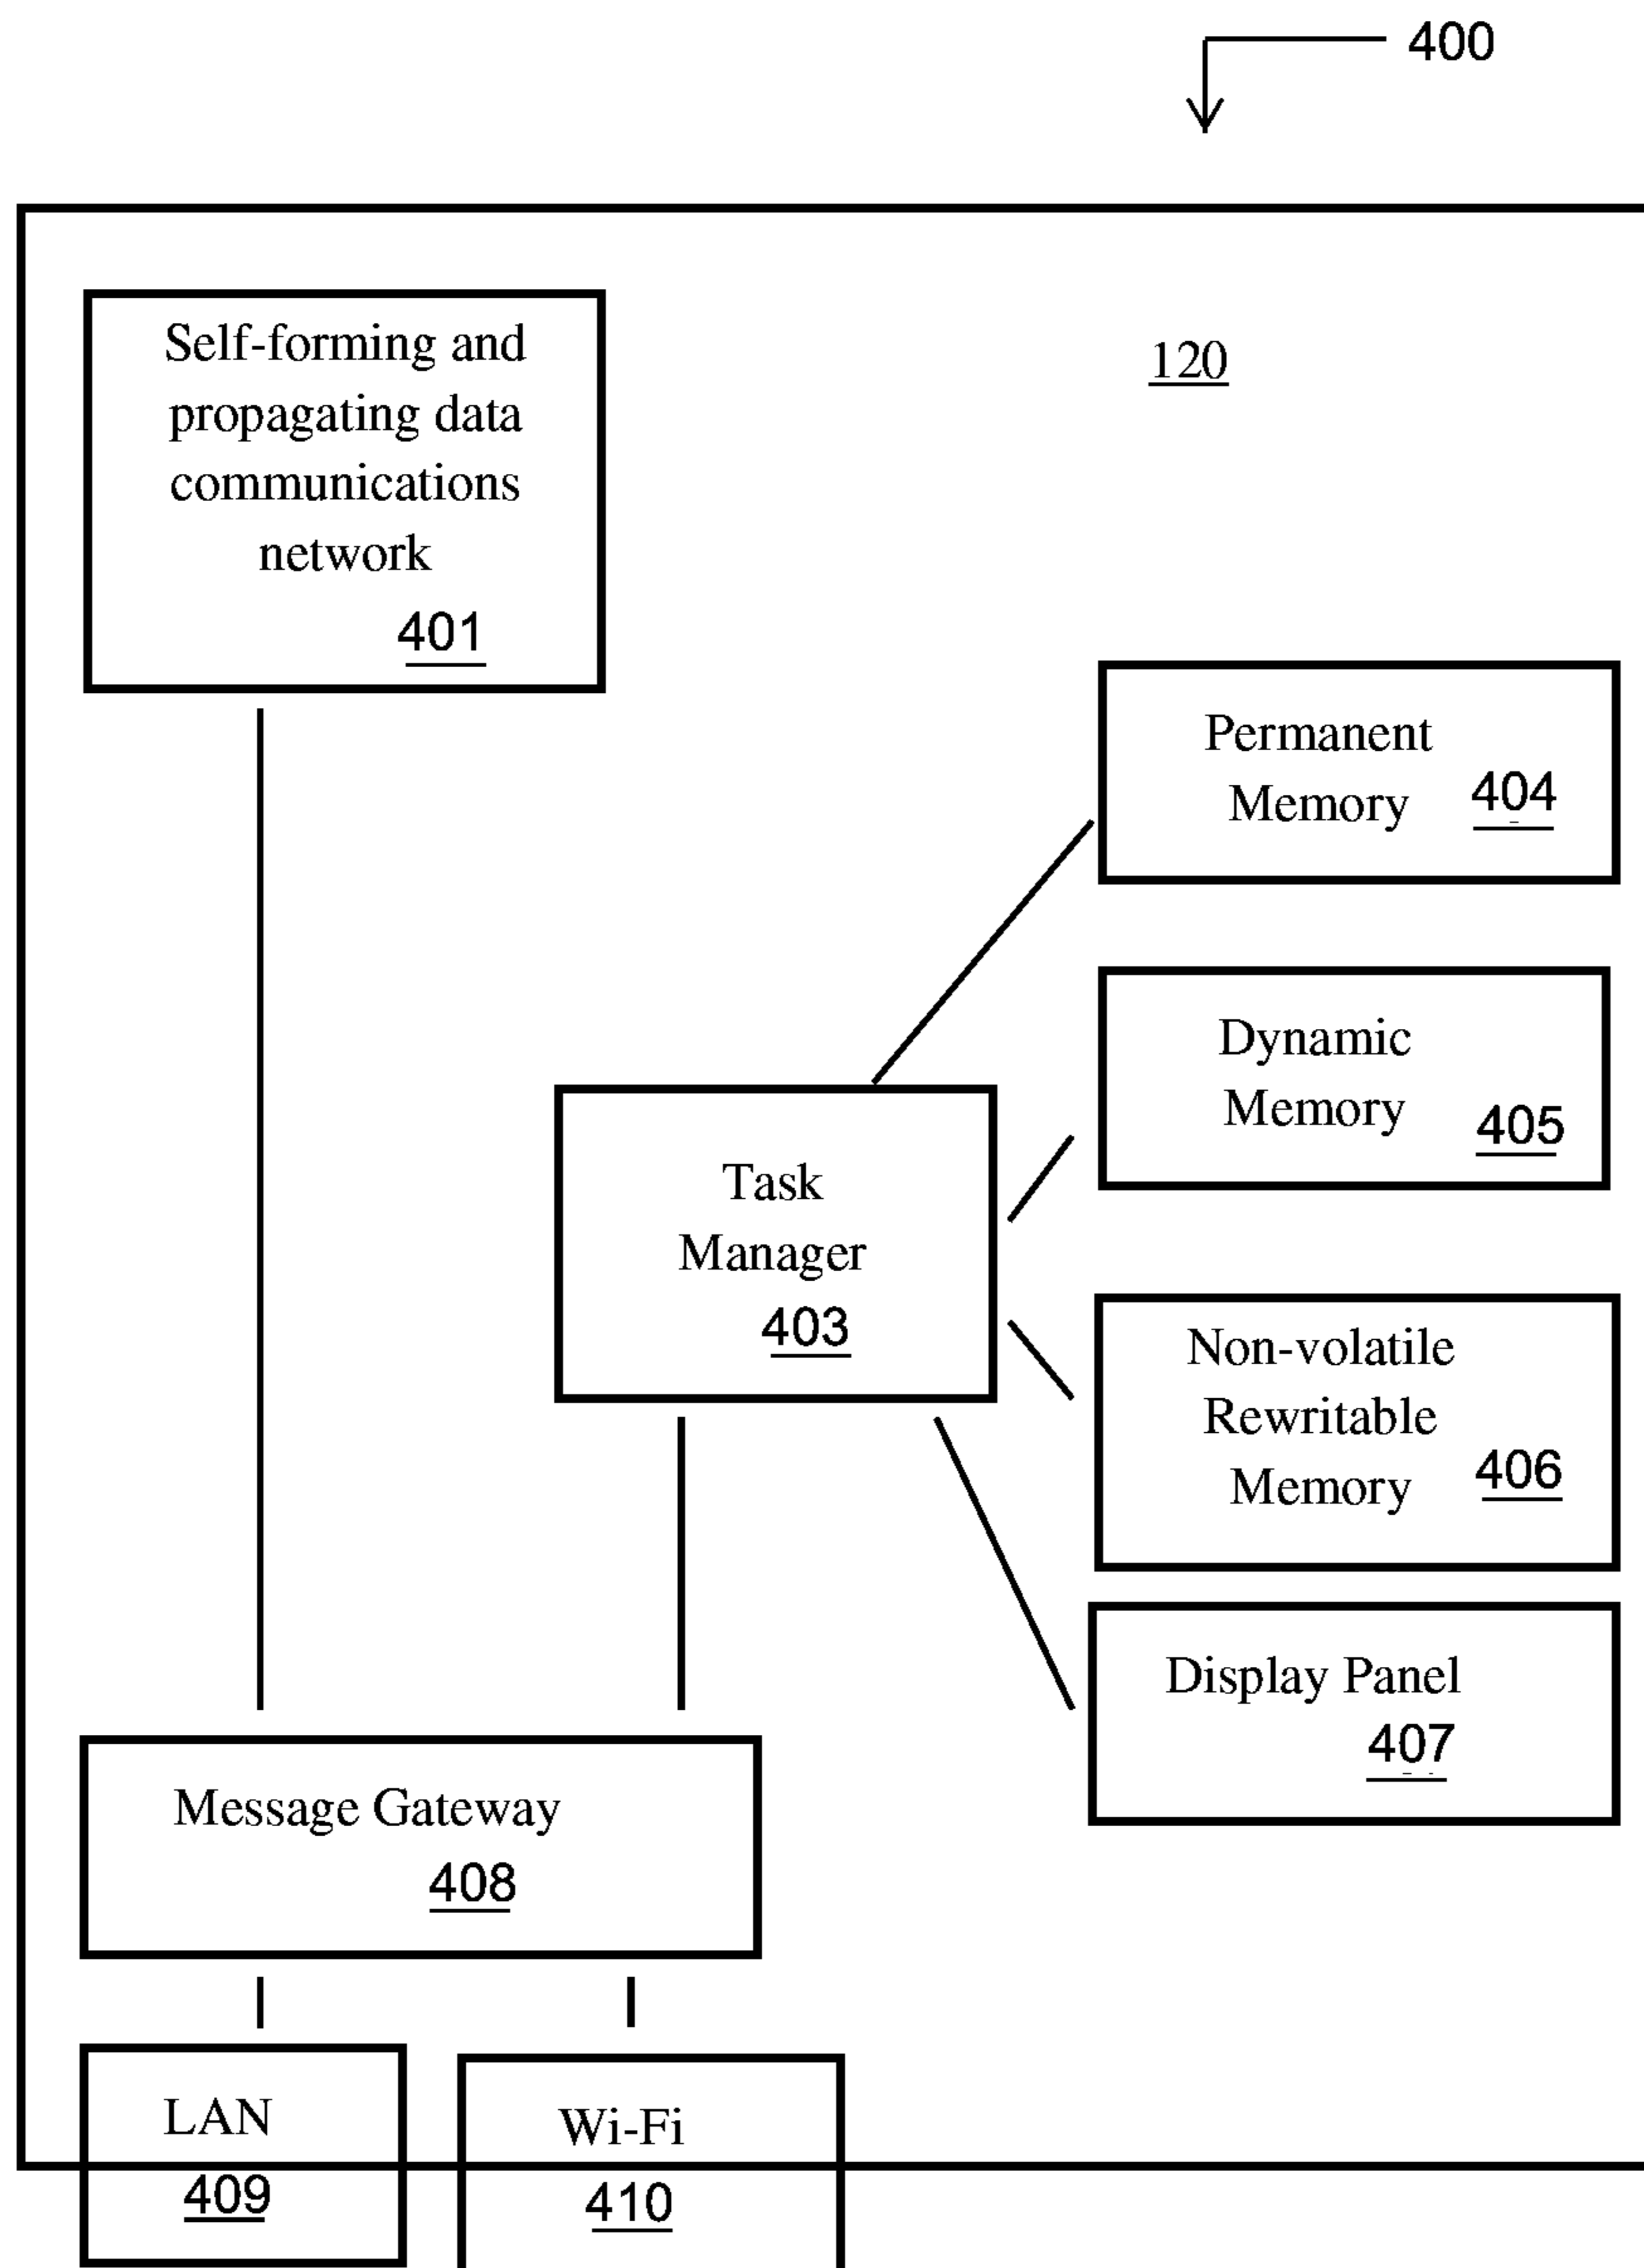 400
Self-forming and
propagating data
communications
network
401
120
Permanent
Memory 404
Dynamic
Memory 405
Task
Manager
403
Non-volatile
Rewritable
Memory 406
Display Panel
407
Message Gateway
408
LAN
409
Wi-Fi
410